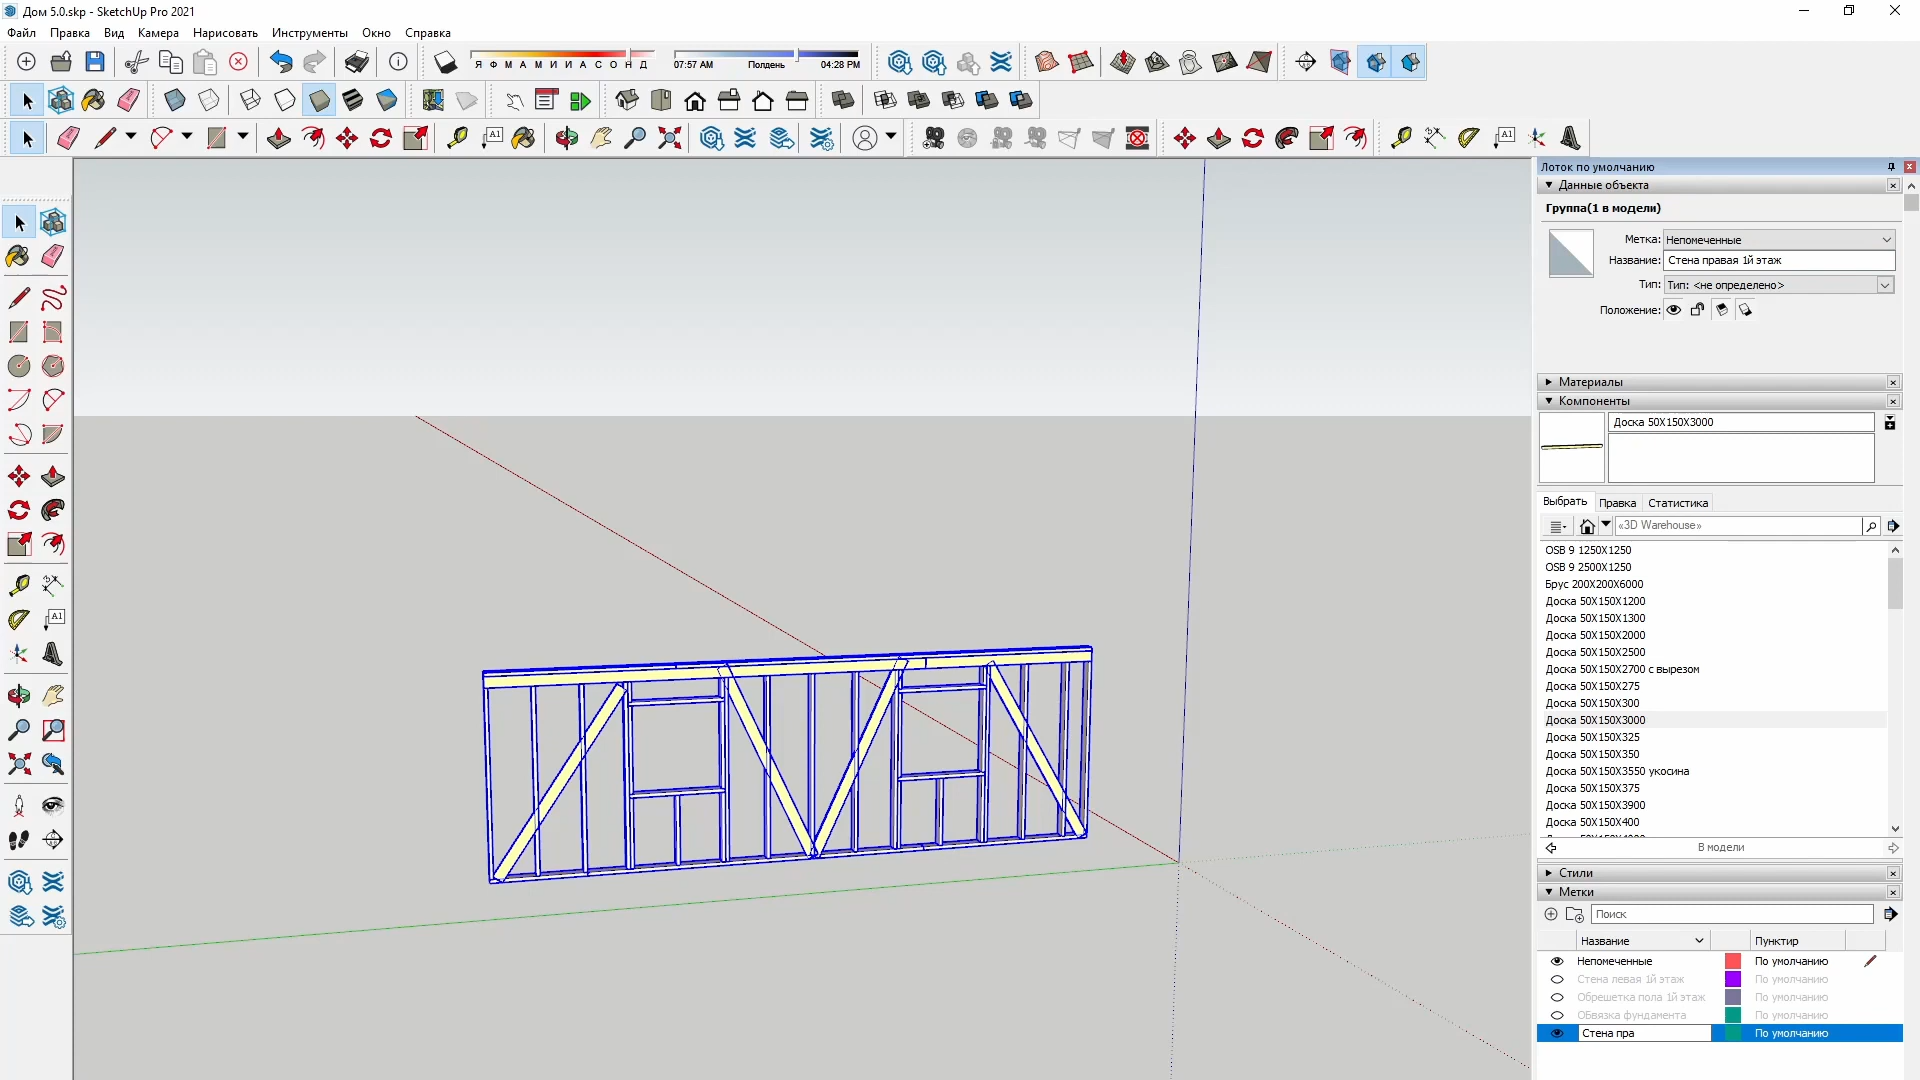 Дом 5.0.skp - SketchUp Pro 2021
Файл Правка Вид Камера Нарисовать Инструменты Окно Справка
Я Ф М А М И И А С О Н Д
07:57 AM Полдень 04:28 PM
Лоток по умолчанию
Данные объекта
Группа(1 в модели)
Метка: Непомеченные
Название: Стена правая 1й этаж
Тип: Тип: <не определено>
Положение:
Материалы
Компоненты
Доска 50X150X3000
Выбрать Правка Статистика
«3D Warehouse»
OSB 9 1250X1250
OSB 9 2500X1250
Брус 200X200X6000
Доска 50X150X1200
Доска 50X150X1300
Доска 50X150X2000
Доска 50X150X2500
Доска 50X150X2700 с вырезом
Доска 50X150X275
Доска 50X150X300
Доска 50X150X3000
Доска 50X150X325
Доска 50X150X350
Доска 50X150X3550 укосина
Доска 50X150X375
Доска 50X150X3900
Доска 50X150X400
В модели
Стили
Метки
Поиск
Название Пунктир
Непомеченные По умолчанию
Стена левая 1й этаж По умолчанию
Обрешетка пола 1й этаж По умолчанию
Обвязка фундамента По умолчанию
Стена пра По умолчанию